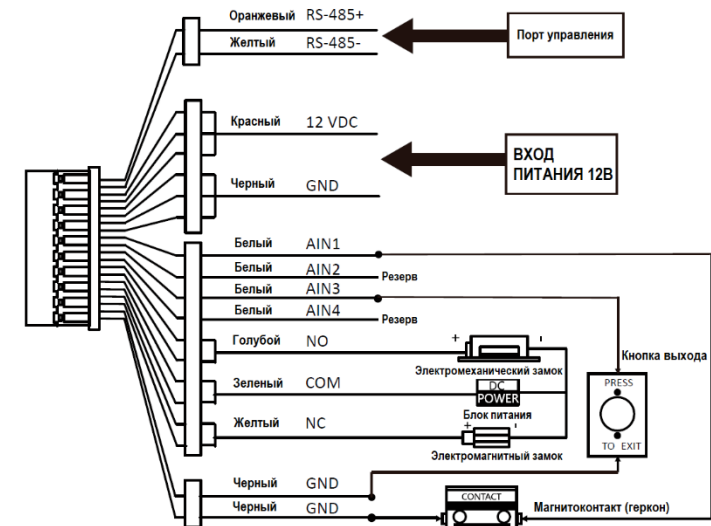 Оранжевый RS-485+
Желтый RS-485-
Порт управления
Красный 12 VDC
ВХОД
ПИТАНИЯ 12В
Черный GND
Белый AIN1
Белый AIN2 Резерв
Белый AIN3
Белый AIN4 Резерв
Голубой NO + -
Электромеханический замок
Кнопка выхода
Зеленый COM
DC
POWER
Блок питания
PRESS
TO EXIT
Желтый NC + -
Электромагнитный замок
Черный GND
Черный GND
CONTACT
Магнитоконтакт (геркон)